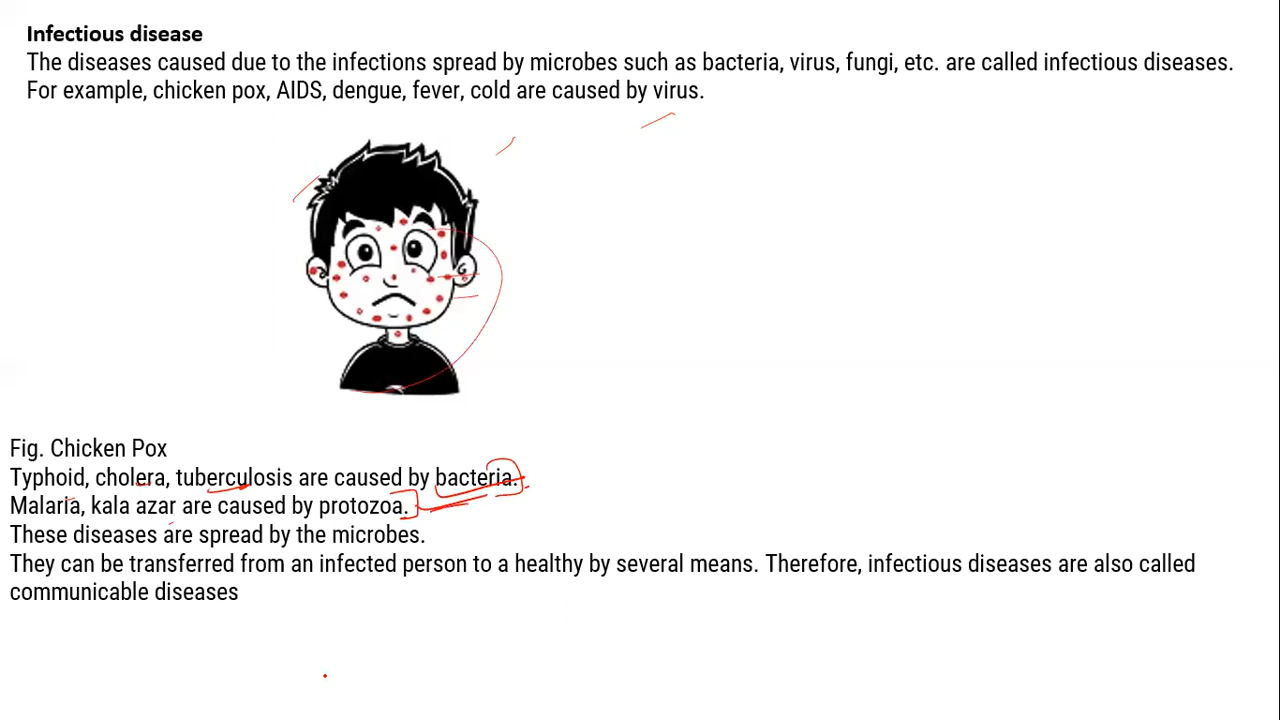 Infectious disease
The diseases caused due to the infections spread by microbes such as bacteria, virus, fungi, etc. are called infectious diseases.
For example, chicken pox, AIDS, dengue, fever, cold are caused by virus.
Fig. Chicken Pox
Typhoid, cholera, tuberculosis are caused by bacteria.
Malaria, kala azar are caused by protozoa.
These diseases are spread by the microbes.
They can be transferred from an infected person to a healthy by several means. Therefore, infectious diseases are also called
communicable diseases